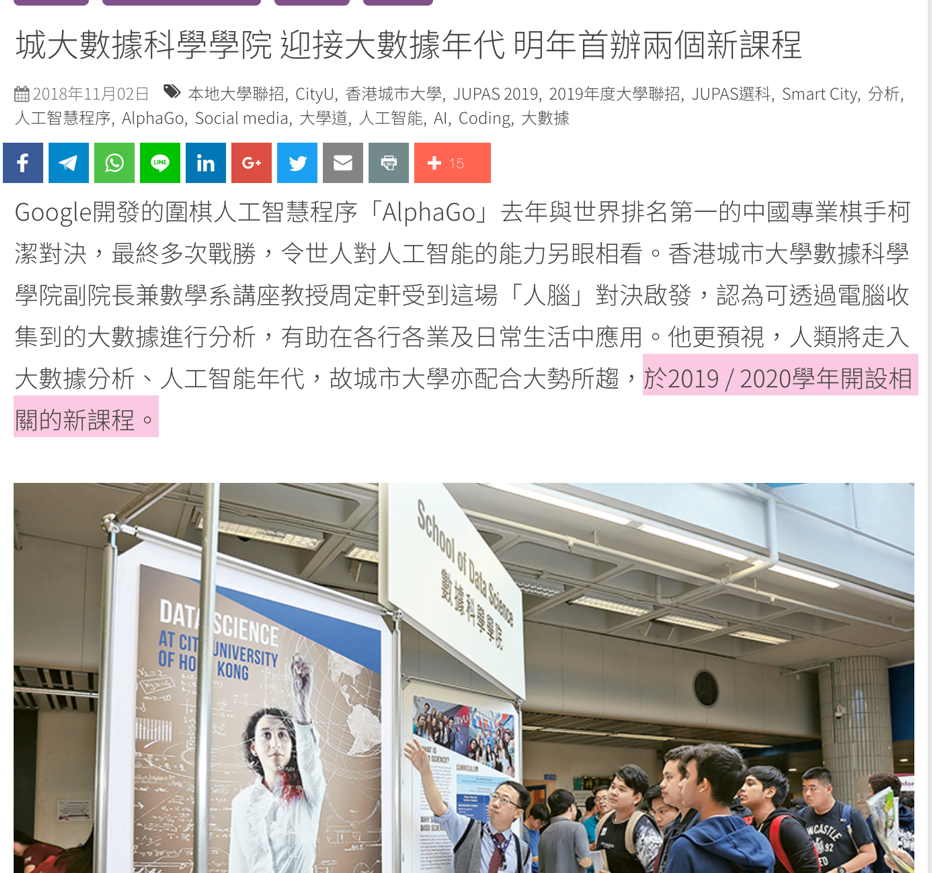 城大數據科學學院 迎接大數據年代 明年首辦兩個新課程
2018年11月02日 本地大學聯招, CityU, 香港城市大學, JUPAS 2019, 2019年度大學聯招, JUPAS選科, Smart City, 分析,
人工智慧程序, AlphaGo, Social media, 大學道, 人工智能, AI, Coding, 大數據
15
Google開發的圍棋人工智慧程序「AlphaGo」去年與世界排名第一的中國專業棋手柯
潔對決，最終多次戰勝，令世人對人工智能的能力另眼相看。香港城市大學數據科學
學院副院長兼數學系講座教授周定軒受到這場「人腦」對決啟發，認為可透過電腦收
集到的大數據進行分析，有助在各行各業及日常生活中應用。他更預視，人類將走入
大數據分析、人工智能年代，故城市大學亦配合大勢所趨，於2019 / 2020學年開設相
關的新課程。
School of Data Science
數據科學學院
DATA SCIENCE
AT CITY UNIVERSITY
OF HONG KONG
CURRICULUM